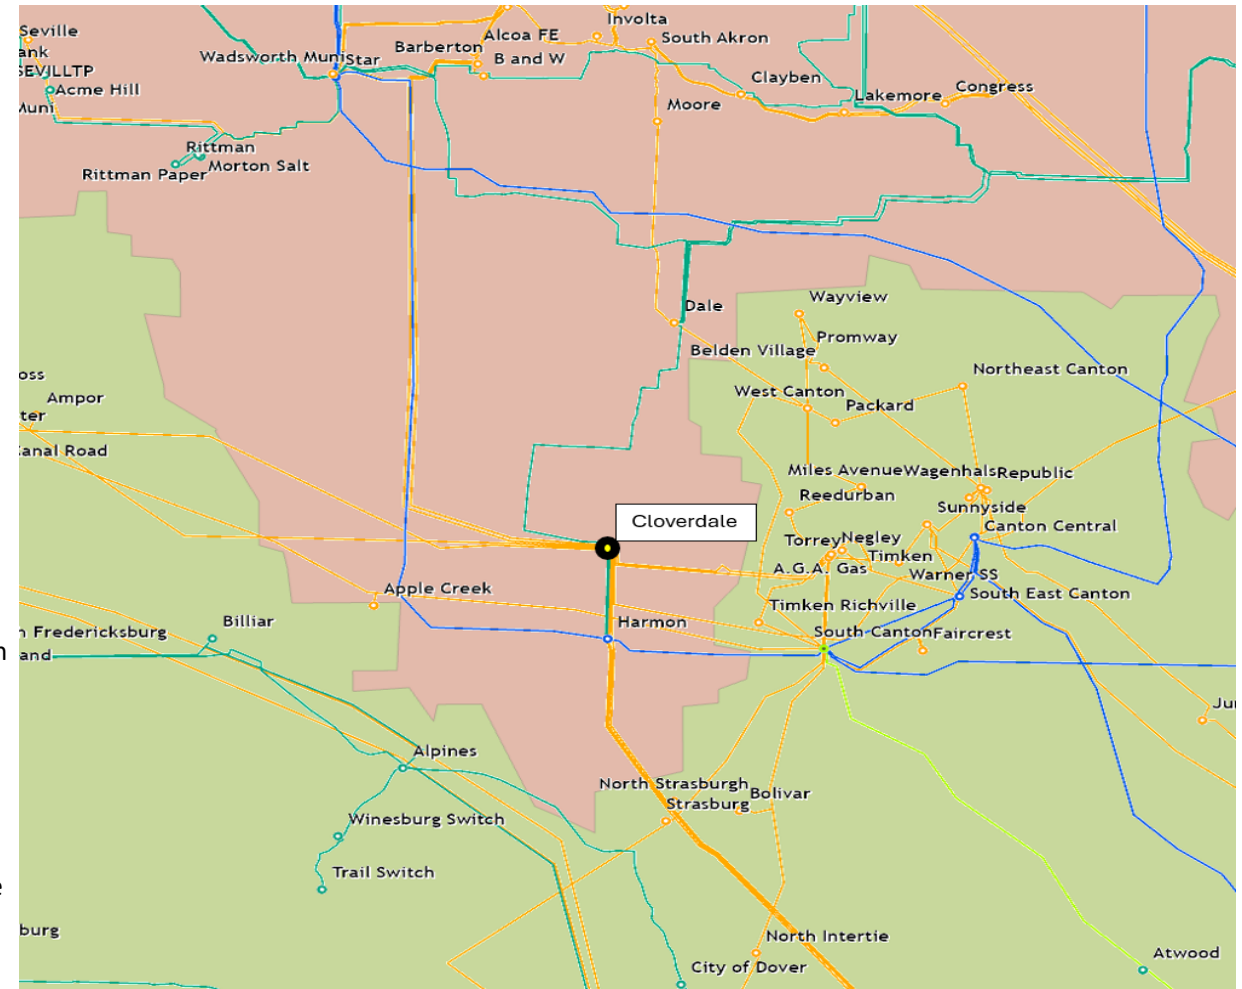 Involta
Seville
Alcoa FE
South Akron
ank
Wadsworth Muni
Star
Barberton
B and W
SEVILLTP
Clayben
Acme Hill
Congress
Lakemore
Muni
Moore
Rittman
Morton Salt
Rittman Paper
Wayview
Dale
Promway
Belden Village
Northeast Canton
oss
West Canton
Ampor
Packard
ter
Canal Road
Miles Avenue
Wagenhals
Republic
Reedurban
Sunnyside
Cloverdale
Canton Central
Torrey
Negley
Timken
A.G.A. Gas
Warner SS
Apple Creek
South East Canton
Timken Richville
Billiar
Harmon
n Fredericksburg
South Canton
Faircrest
n
and
Ju
Alpines
North Strasburgh
Bolivar
Strasburg
Winesburg Switch
Trail Switch
e
burg
North Intertie
Atwood
City of Dover